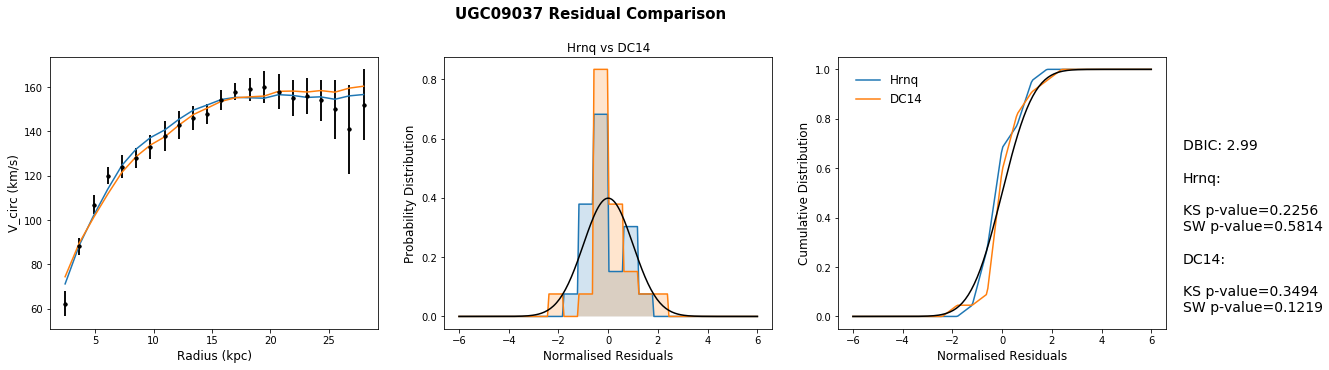 UGC09037 Residual Comparison
Hrnq vs DC14
V_circ (km/s)
160
140
120
100
80
60
5
10
15
20
25
Radius (kpc)
Probability Distribution
0.8
0.6
0.4
0.2
0.0
−6
−4
−2
0
2
4
6
Normalised Residuals
Cumulative Distribution
1.0
0.8
0.6
0.4
0.2
0.0
−6
−4
−2
0
2
4
6
Normalised Residuals
Hrnq
DC14
DBIC: 2.99
Hrnq:
KS p-value=0.2256
SW p-value=0.5814
DC14:
KS p-value=0.3494
SW p-value=0.1219